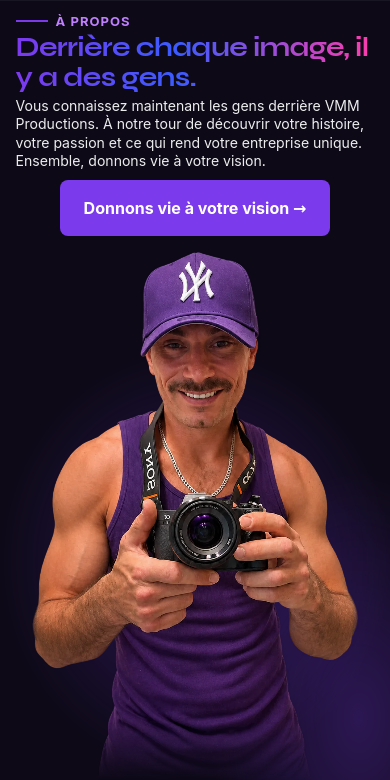 À PROPOS
Derrière chaque image, il
y a des gens.
Vous connaissez maintenant les gens derrière VMM
Productions. À notre tour de découvrir votre histoire,
votre passion et ce qui rend votre entreprise unique.
Ensemble, donnons vie à votre vision.
Donnons vie à votre vision →
NY
SONY